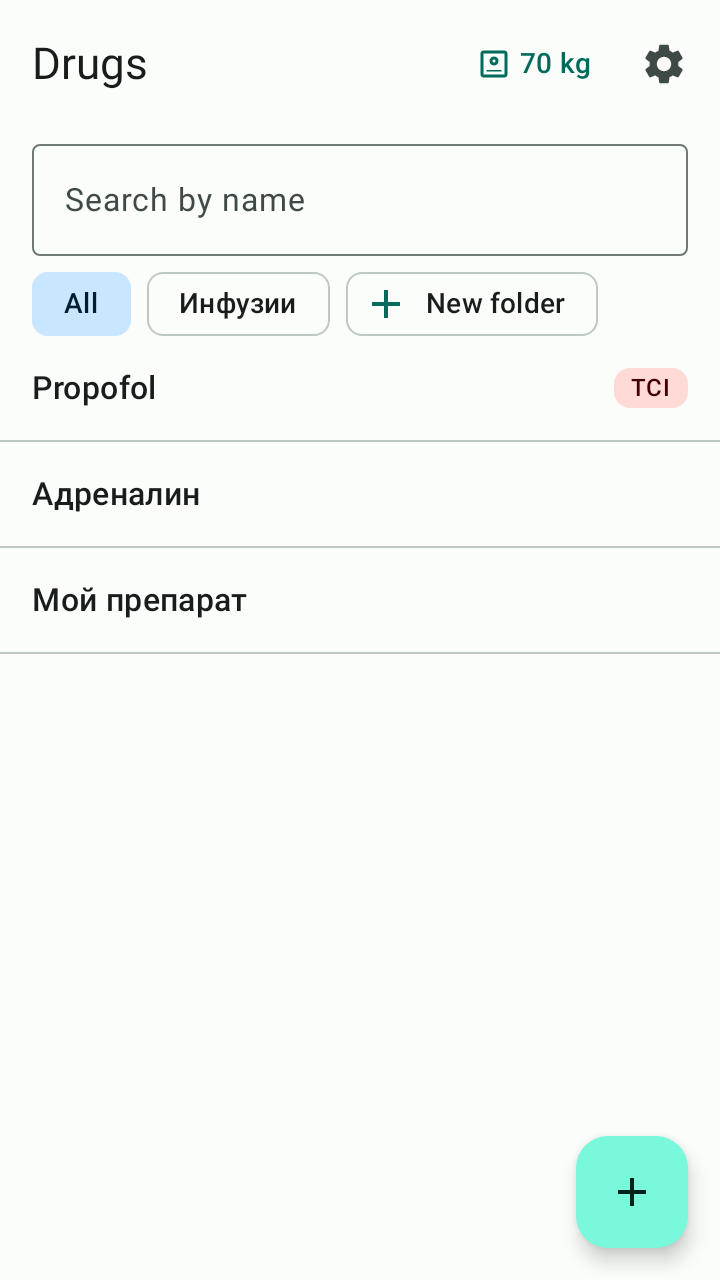 Drugs
70 kg
Search by name
All
Инфузии
New folder
Propofol
TCI
Адреналин
Мой препарат